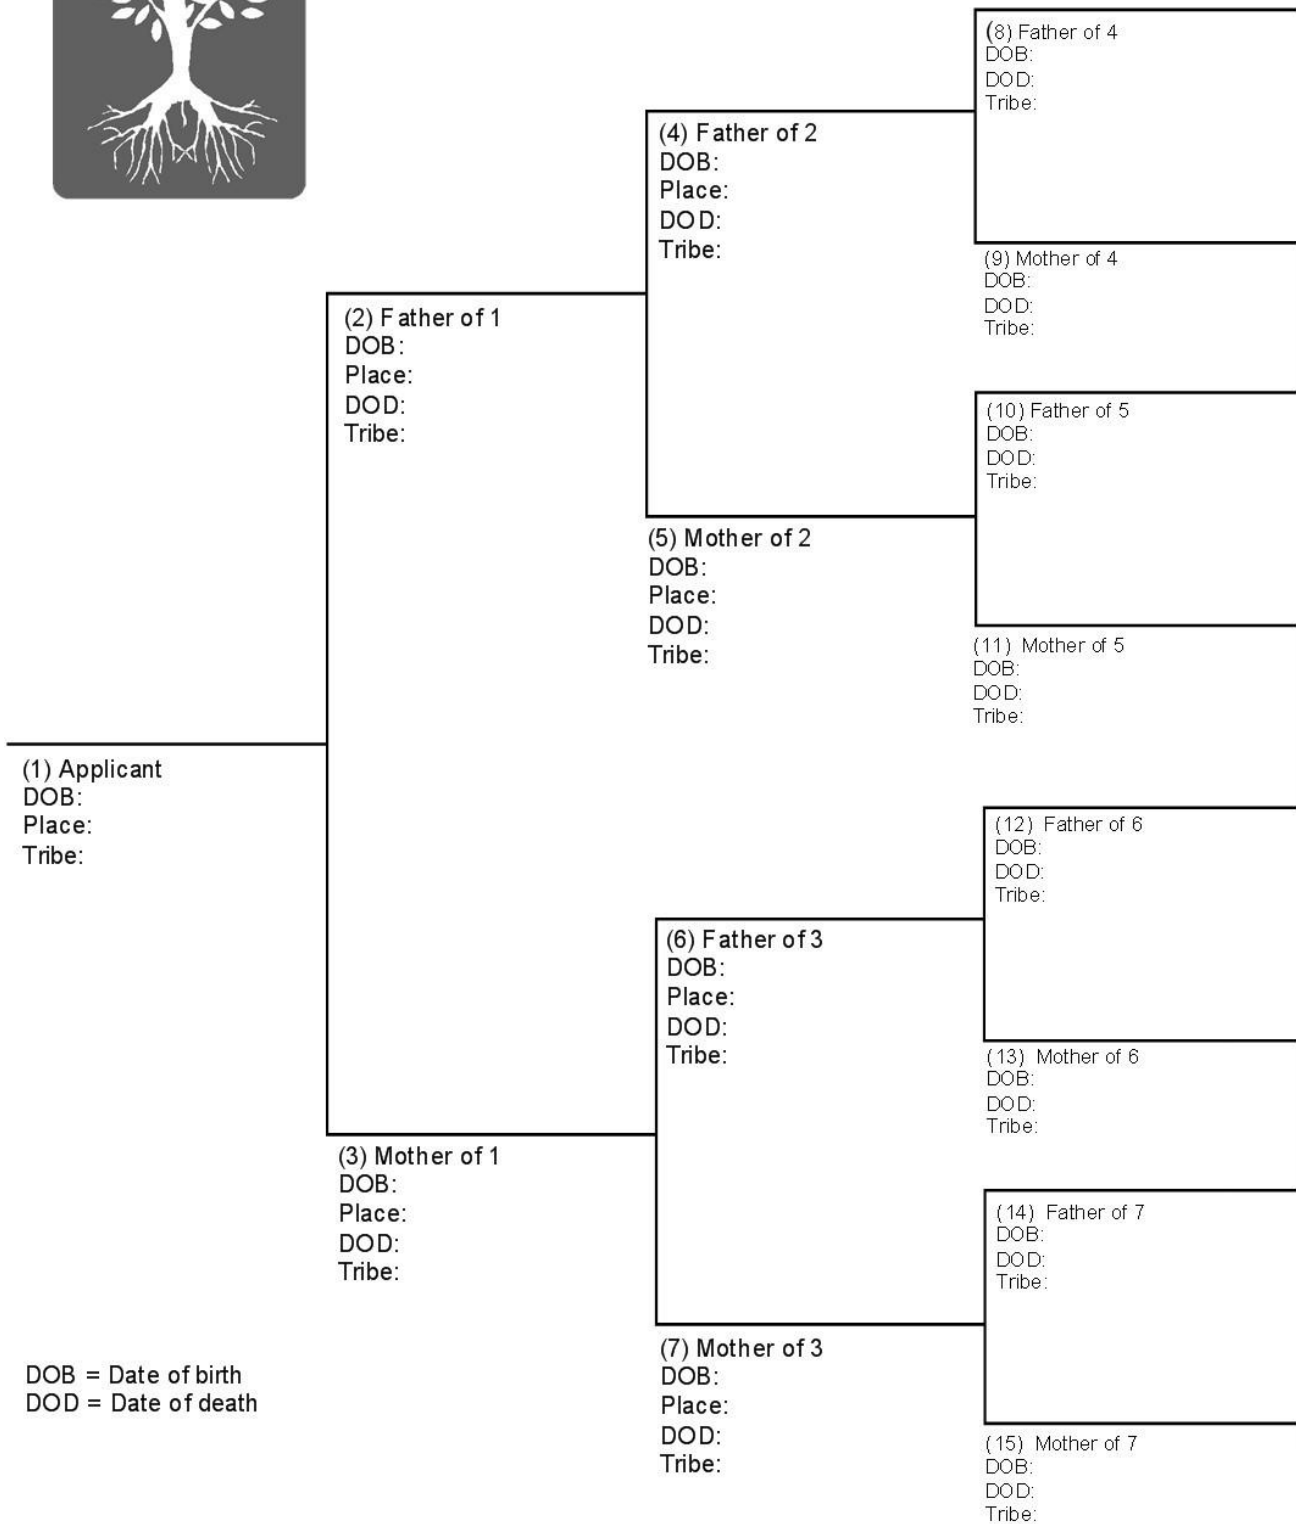 (8) Father of 4
DOB:
DOD:
Tribe:
(4) Father of 2
DOB:
Place:
DOD:
Tribe:
(9) Mother of 4
DOB:
DOD:
Tribe:
(2) Father of 1
DOB:
Place:
DOD:
Tribe:
(10) Father of 5
DOB:
DOD:
Tribe:
(5) Mother of 2
DOB:
Place:
DOD:
Tribe:
(11) Mother of 5
DOB:
DOD:
Tribe:
(1) Applicant
DOB:
Place:
Tribe:
(12) Father of 6
DOB:
DOD:
Tribe:
(6) Father of 3
DOB:
Place:
DOD:
Tribe:
(13) Mother of 6
DOB:
DOD:
Tribe:
(3) Mother of 1
DOB:
Place:
DOD:
Tribe:
(14) Father of 7
DOB:
DOD:
Tribe:
(7) Mother of 3
DOB:
Place:
DOD:
Tribe:
DOB = Date of birth
DOD = Date of death
(15) Mother of 7
DOB:
DOD:
Tribe: